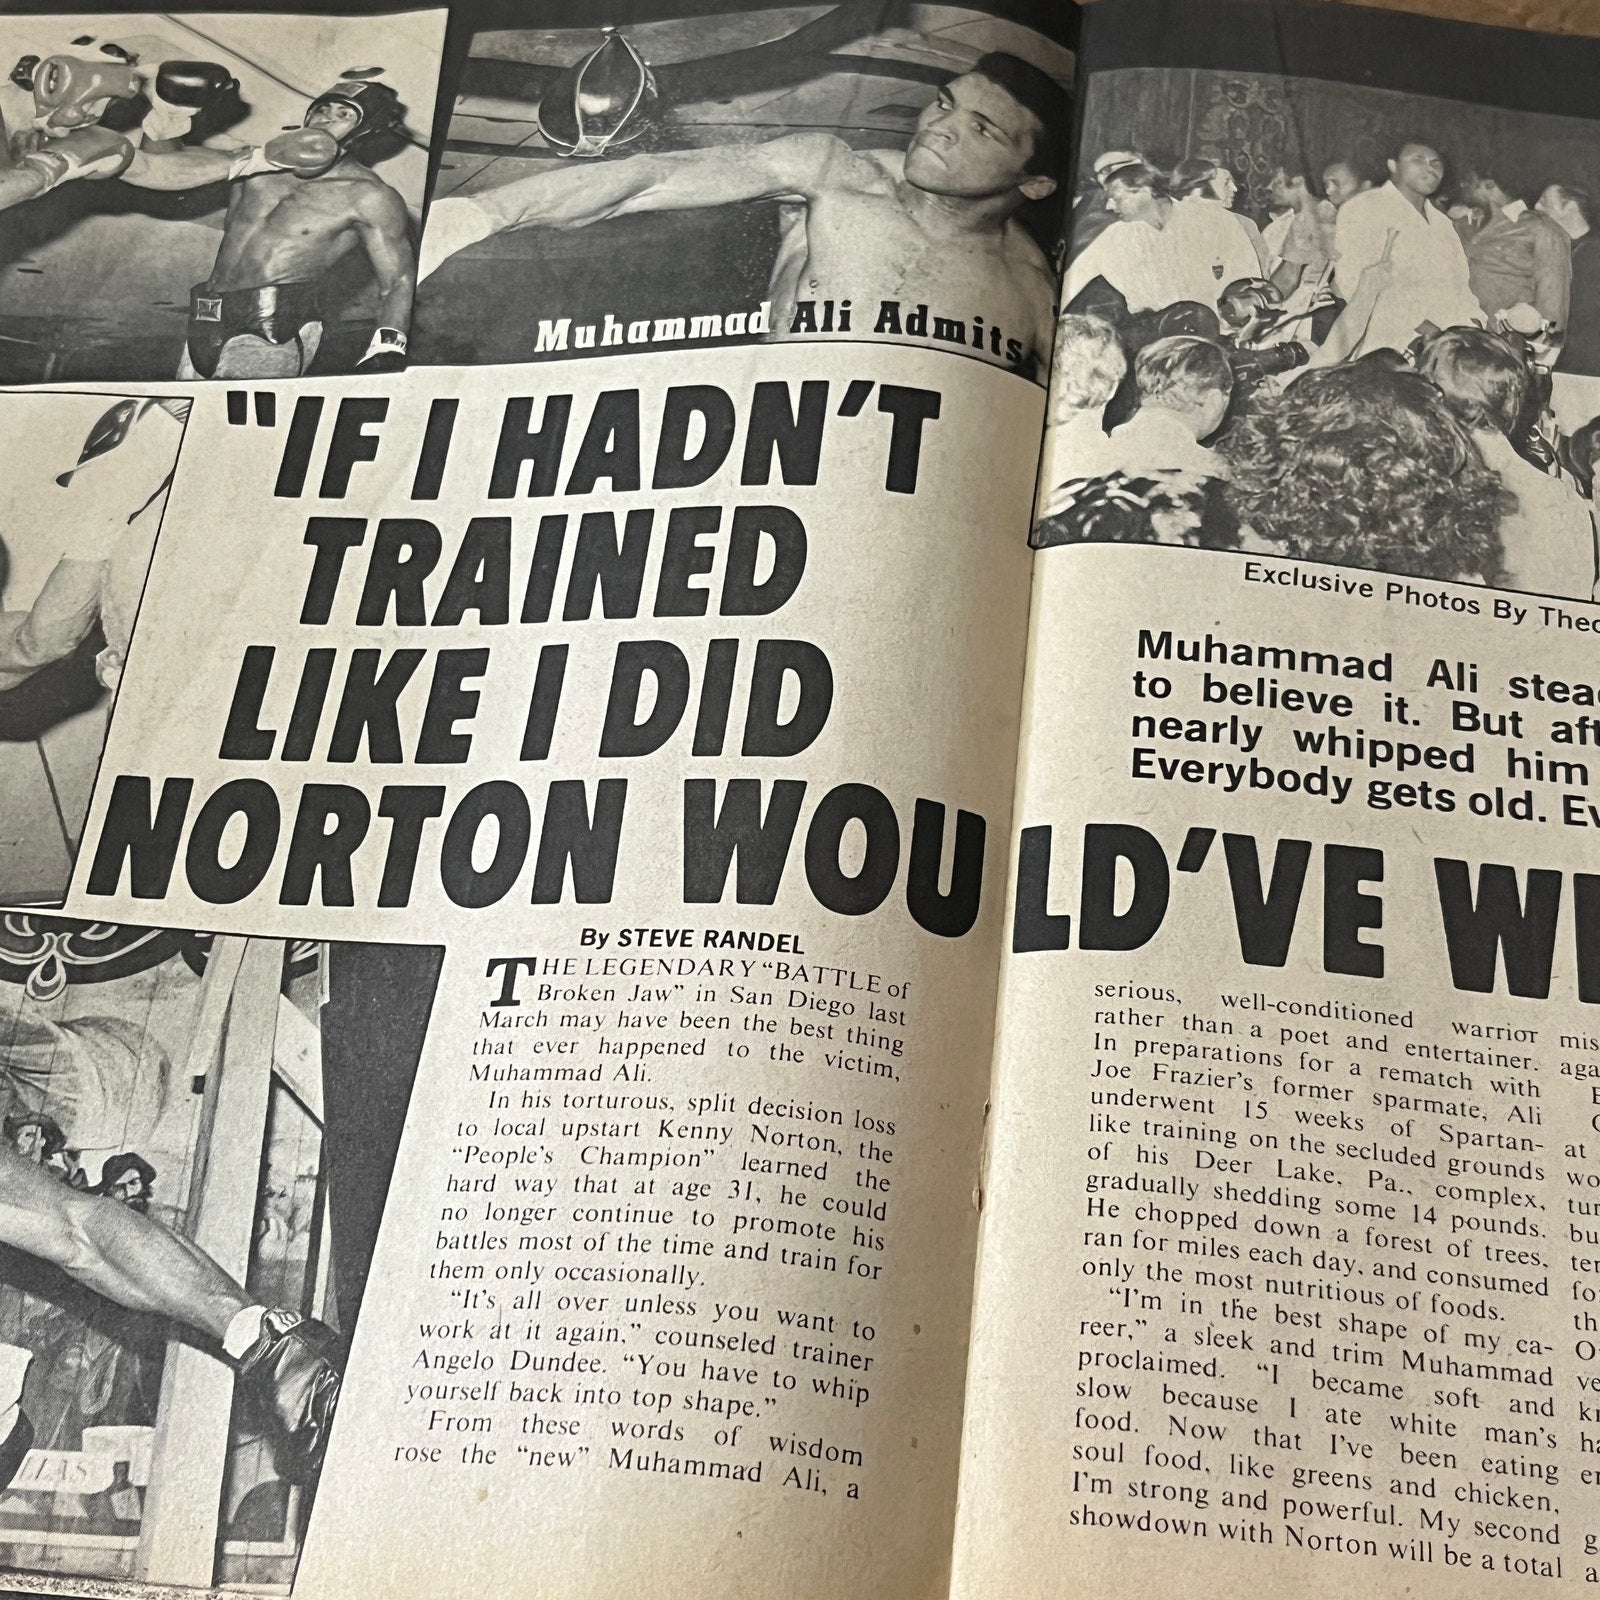 Muhammad Ali Admits
"IF I HADN'T
TRAINED
LIKE I DID
NORTON WOULD'VE
By STEVE RANDEL
THE LEGENDARY "BATTLE of
Broken Jaw" in San Diego last
March may have been the best thing
that ever happened to the victim,
Muhammad Ali.
In his torturous, split decision loss
to local upstart Kenny Norton, the
"People's Champion" learned the
hard way that at age 31, he could
no longer continue to promote his
battles most of the time and train for
them only occasionally.
"It's all over unless you want to
work at it again," counseled trainer
Angelo Dundee. "You have to whip
yourself back into top shape."
From these words of wisdom
rose the "new" Muhammad Ali, a
Exclusive Photos By
Muhammad Ali
to believe it. But
nearly whipped him
Everybody gets old.
serious, well-conditioned warrior
rather than a poet and entertainer.
In preparations for a rematch with
Joe Frazier's former sparmate, Ali
underwent 15 weeks of Spartan-
like training on the secluded grounds
of his Deer Lake, Pa., complex,
gradually shedding some 14 pounds.
He chopped down a forest of trees,
ran for miles each day, and consumed
only the most nutritious of foods.
"I'm in the best shape of my ca-
reer," a sleek and trim Muhammad
proclaimed. "I became soft and
slow because I ate white man's
food. Now that I've been eating
soul food, like greens and chicken,
I'm strong and powerful. My second
showdown with Norton will be a total
at